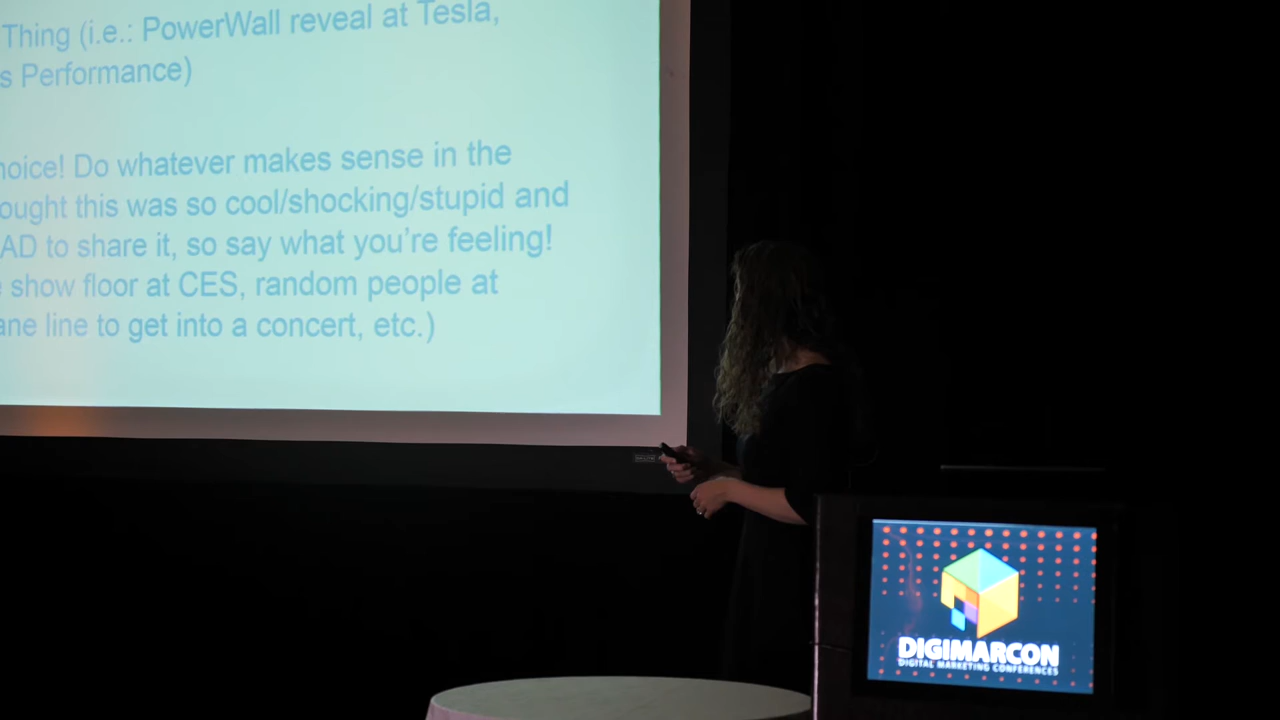 Thing (i.e.: PowerWall reveal at Tesla,
s Performance)
hoice! Do whatever makes sense in the
ought this was so cool/shocking/stupid and
AD to share it, so say what you're feeling!
e show floor at CES, random people at
ane line to get into a concert, etc.)
DIGIMARCON
DIGITAL MARKETING CONFERENCES